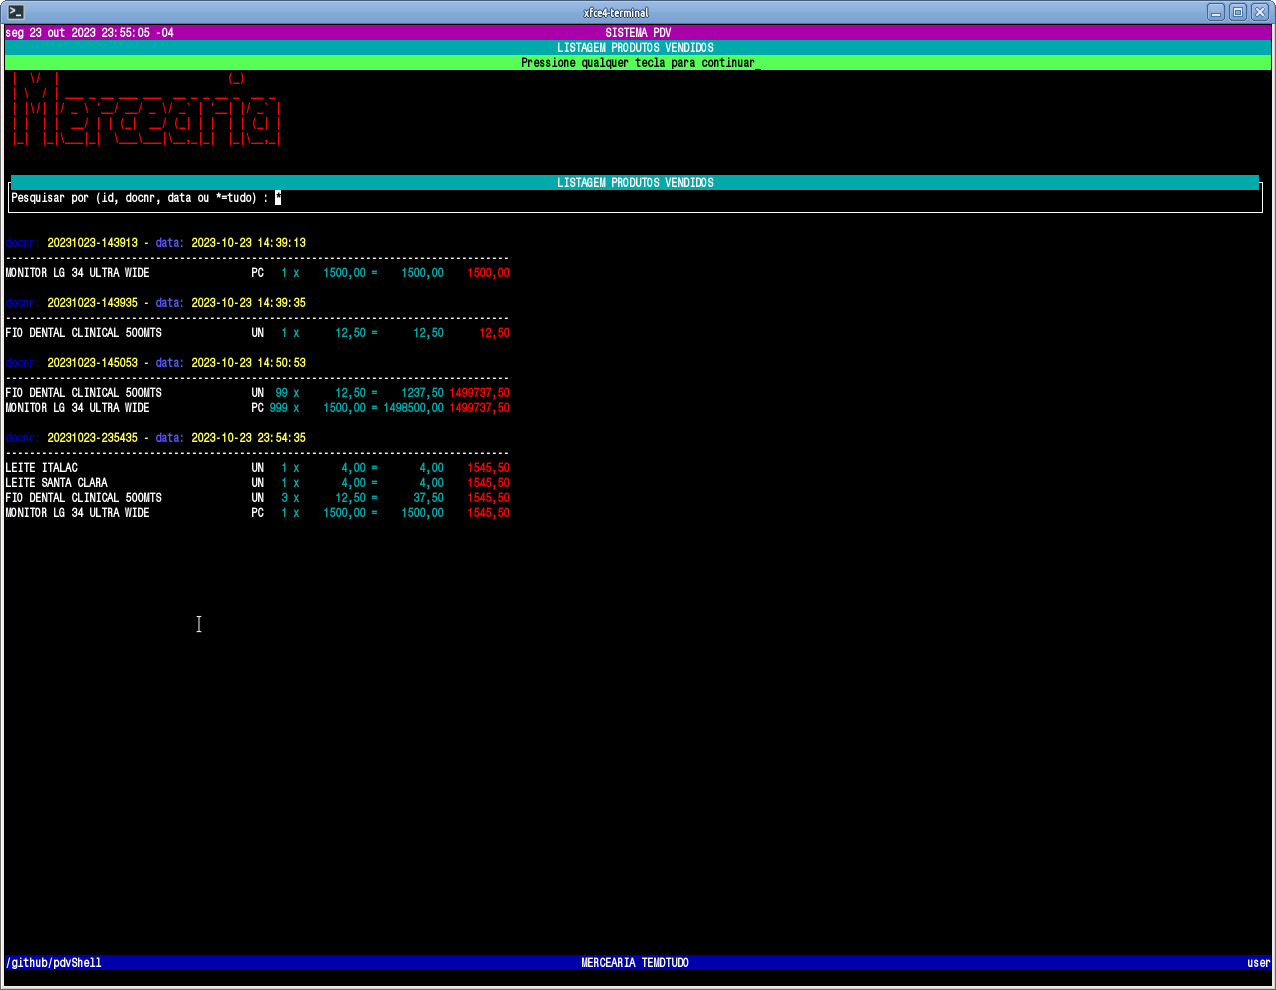 xfce4-terminal
seg 23 out 2023 23:55:05 -04 SISTEMA PDV
LISTAGEM PRODUTOS VENDIDOS
Pressione qualquer tecla para continuar_
Mercearia
LISTAGEM PRODUTOS VENDIDOS
Pesquisar por (id, docnr, data ou *=tudo) : *
docnr: 20231023-143913 - data: 2023-10-23 14:39:13
------------------------------------------------------------------------------------
MONITOR LG 34 ULTRA WIDE PC 1 x 1500,00 = 1500,00 1500,00
docnr: 20231023-143935 - data: 2023-10-23 14:39:35
------------------------------------------------------------------------------------
FIO DENTAL CLINICAL 500MTS UN 1 x 12,50 = 12,50 12,50
docnr: 20231023-145053 - data: 2023-10-23 14:50:53
------------------------------------------------------------------------------------
FIO DENTAL CLINICAL 500MTS UN 99 x 12,50 = 1237,50 1499737,50
MONITOR LG 34 ULTRA WIDE PC 999 x 1500,00 = 1498500,00 1499737,50
docnr: 20231023-235435 - data: 2023-10-23 23:54:35
------------------------------------------------------------------------------------
LEITE ITALAC UN 1 x 4,00 = 4,00 1545,50
LEITE SANTA CLARA UN 1 x 4,00 = 4,00 1545,50
FIO DENTAL CLINICAL 500MTS UN 3 x 12,50 = 37,50 1545,50
MONITOR LG 34 ULTRA WIDE PC 1 x 1500,00 = 1500,00 1545,50
/github/pdvShell MERCEARIA TEMDTUDO user